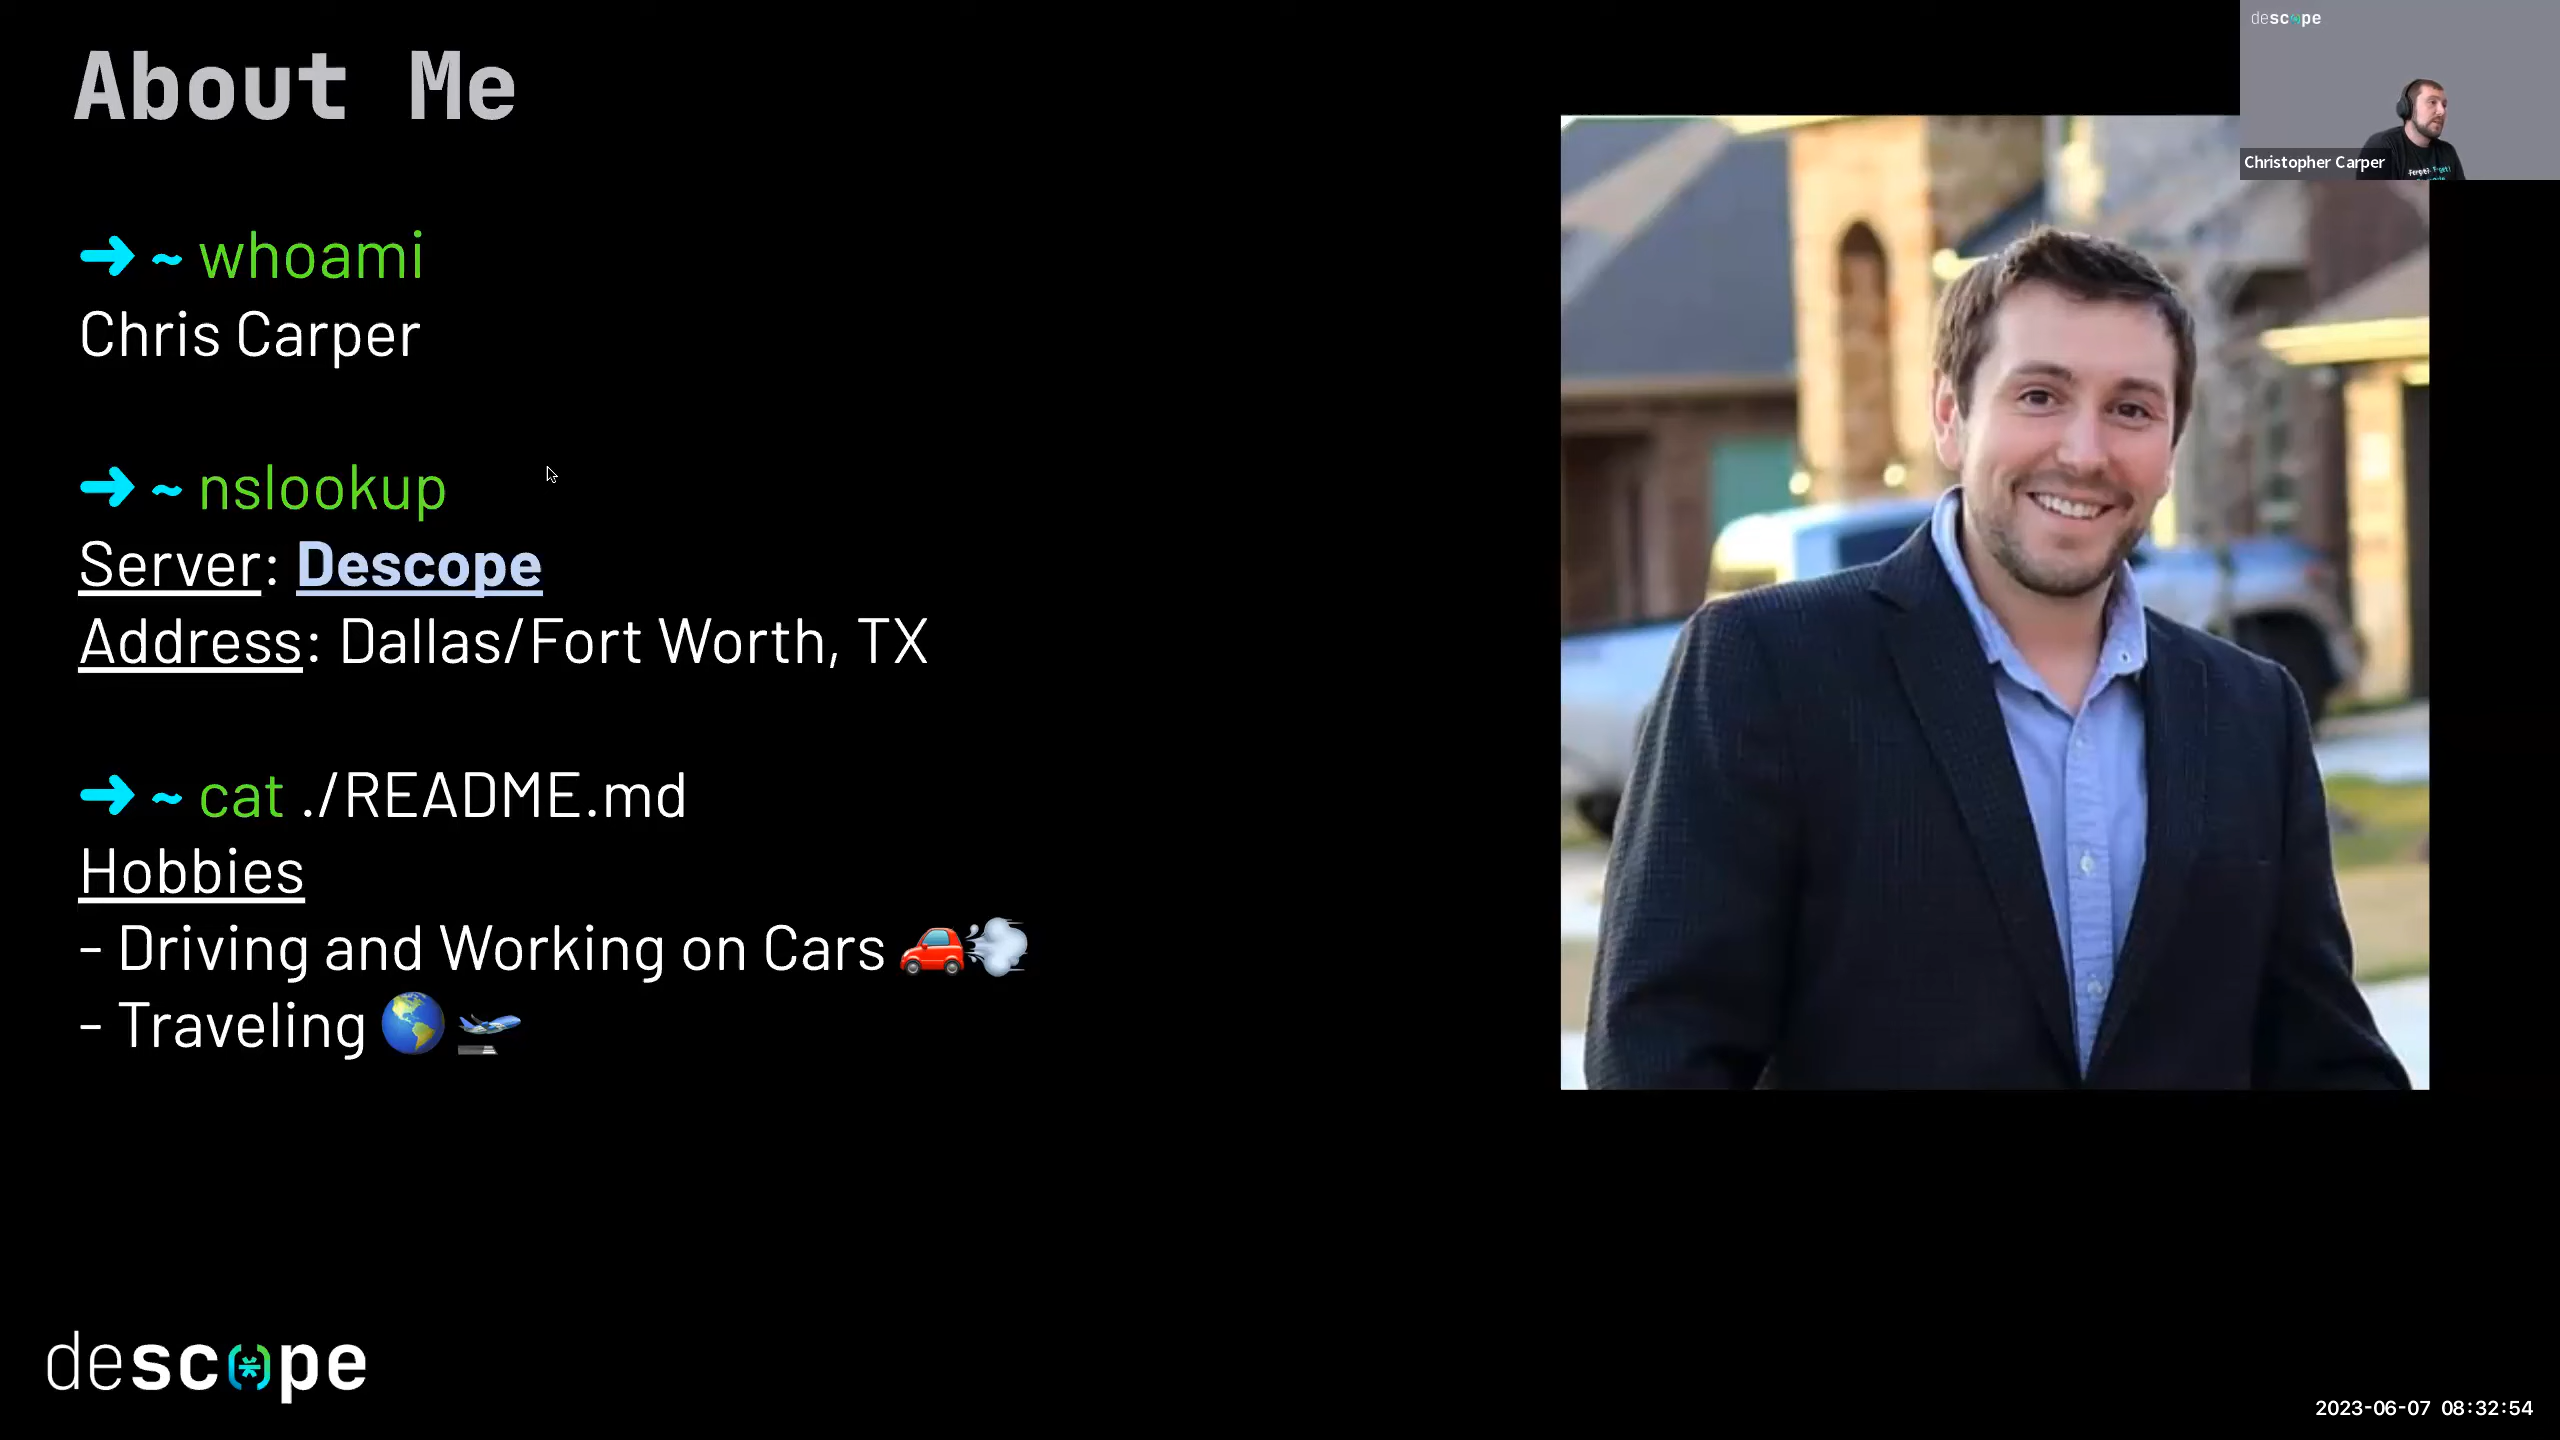 About Me
descope
Christopher Carper
➜ ~ whoami
Chris Carper
➜ ~ nslookup
Server: Descope
Address: Dallas/Fort Worth, TX
➜ ~ cat ./README.md
Hobbies
- Driving and Working on Cars 🚗💨
- Traveling 🌎 🛫
descope
2023-06-07 08:32:54